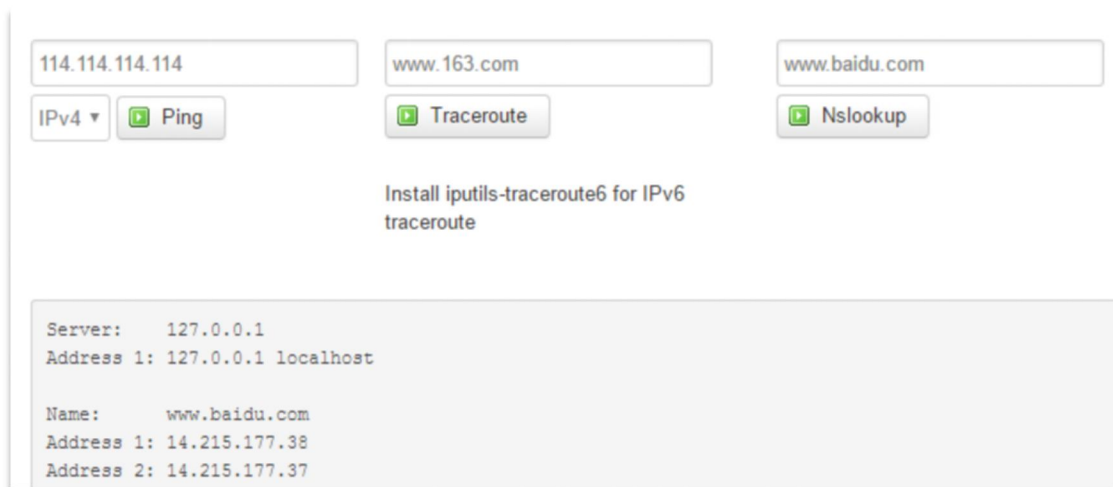 114.114.114.114
www.163.com
www.baidu.com
IPv4
Ping
Traceroute
Nslookup
Install iputils-traceroute6 for IPv6
traceroute
Server:    127.0.0.1
Address 1: 127.0.0.1 localhost
Name:      www.baidu.com
Address 1: 14.215.177.38
Address 2: 14.215.177.37